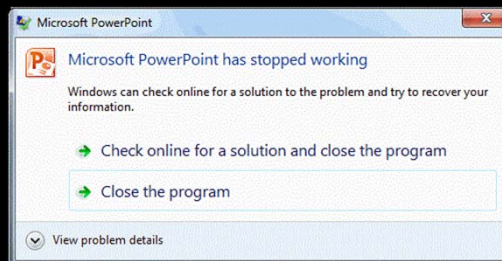 Microsoft PowerPoint
Microsoft PowerPoint has stopped working
Windows can check online for a solution to the problem and try to recover your
information.
Check online for a solution and close the program
Close the program
View problem details